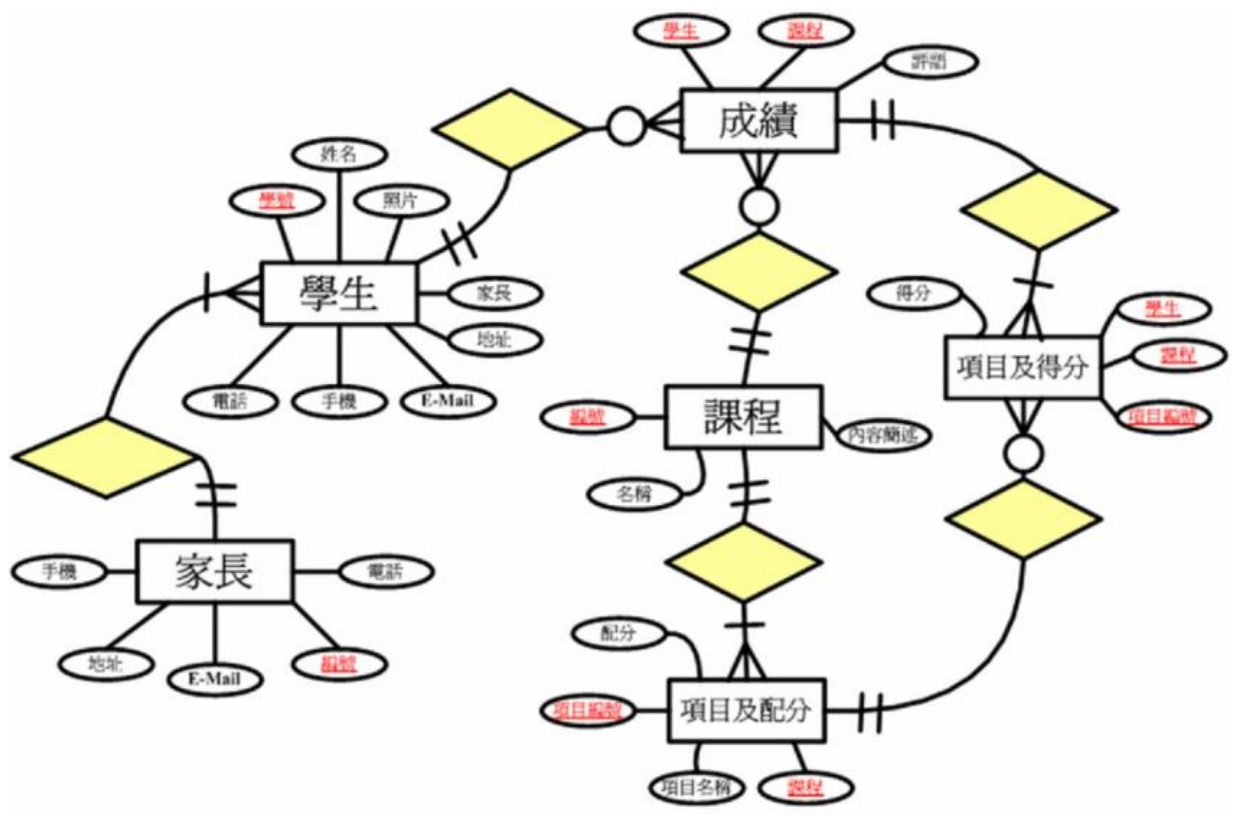 學生
課程
評語
成績
姓名
學號
照片
學生
家長
地址
電話
手機
E-Mail
得分
學生
項目及得分
課程
項目編號
編號
課程
內容簡述
名稱
家長
手機
電話
地址
E-Mail
編號
配分
項目編號
項目及配分
項目名稱
課程